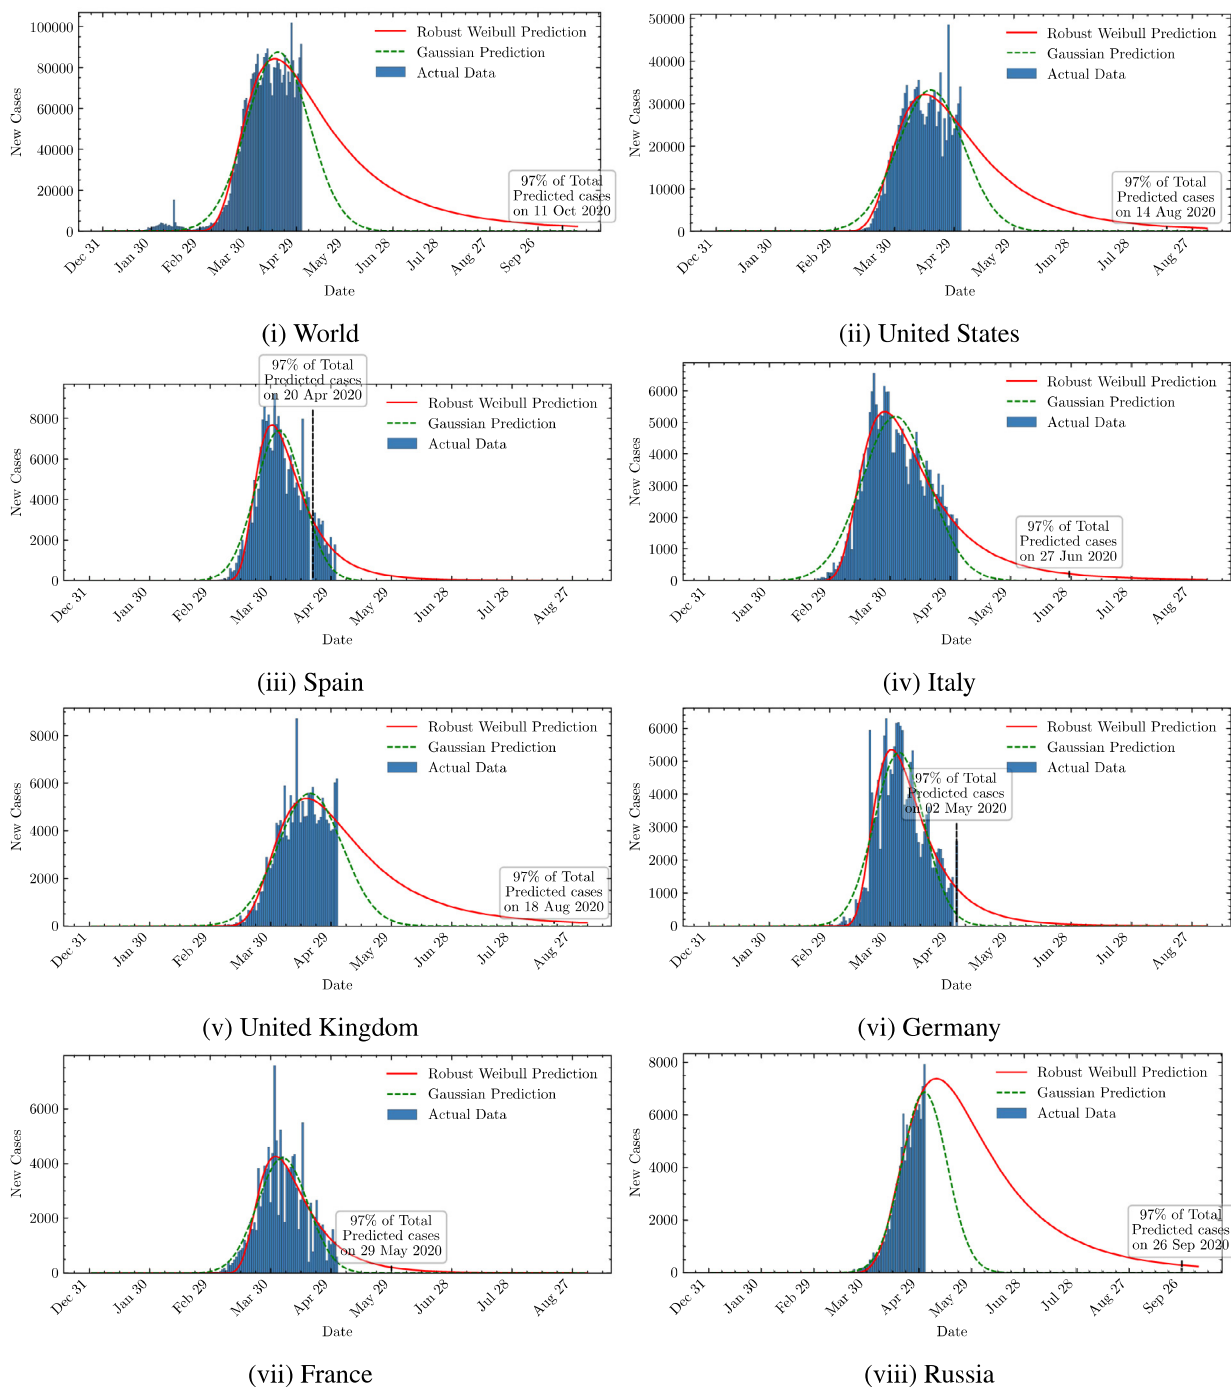 100000
80000
60000
40000
20000
0
New Cases
Robust Weibull Prediction
Gaussian Prediction
Actual Data
97% of Total
Predicted cases
on 11 Oct 2020
Dec 31
Jan 30
Feb 29
Mar 30
Apr 29
May 29
Jun 28
Jul 28
Aug 27
Sep 26
Date
(i) World
50000
40000
30000
20000
10000
0
New Cases
Robust Weibull Prediction
Gaussian Prediction
Actual Data
97% of Total
Predicted cases
on 14 Aug 2020
Dec 31
Jan 30
Feb 29
Mar 30
Apr 29
May 29
Jun 28
Jul 28
Aug 27
Date
(ii) United States
97% of Total
Predicted cases
on 20 Apr 2020
8000
6000
4000
2000
0
New Cases
Robust Weibull Prediction
Gaussian Prediction
Actual Data
Dec 31
Jan 30
Feb 29
Mar 30
Apr 29
May 29
Jun 28
Jul 28
Aug 27
Date
(iii) Spain
6000
5000
4000
3000
2000
1000
0
New Cases
Robust Weibull Prediction
Gaussian Prediction
Actual Data
97% of Total
Predicted cases
on 27 Jun 2020
Dec 31
Jan 30
Feb 29
Mar 30
Apr 29
May 29
Jun 28
Jul 28
Aug 27
Date
(iv) Italy
8000
6000
4000
2000
0
New Cases
Robust Weibull Prediction
Gaussian Prediction
Actual Data
97% of Total
Predicted cases
on 18 Aug 2020
Dec 31
Jan 30
Feb 29
Mar 30
Apr 29
May 29
Jun 28
Jul 28
Aug 27
Date
(v) United Kingdom
6000
5000
4000
3000
2000
1000
0
New Cases
Robust Weibull Prediction
Gaussian Prediction
Actual Data
97% of Total
Predicted cases
on 02 May 2020
Dec 31
Jan 30
Feb 29
Mar 30
Apr 29
May 29
Jun 28
Jul 28
Aug 27
Date
(vi) Germany
6000
4000
2000
0
New Cases
Robust Weibull Prediction
Gaussian Prediction
Actual Data
97% of Total
Predicted cases
on 29 May 2020
Dec 31
Jan 30
Feb 29
Mar 30
Apr 29
May 29
Jun 28
Jul 28
Aug 27
Date
(vii) France
8000
6000
4000
2000
0
New Cases
Robust Weibull Prediction
Gaussian Prediction
Actual Data
97% of Total
Predicted cases
on 26 Sep 2020
Dec 31
Jan 30
Feb 29
Mar 30
Apr 29
May 29
Jun 28
Jul 28
Aug 27
Sep 26
Date
(viii) Russia